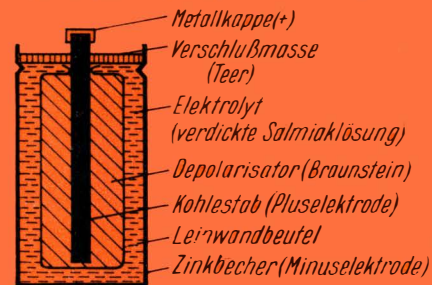 Metallkappe(+)
Verschlußmasse
(Teer)
Elektrolyt
(verdickte Salmiaklösung)
Depolarisator (Braunstein)
Kohlestab (Pluselektrode)
Leinwandbeutel
Zinkbecher (Minuselektrode)